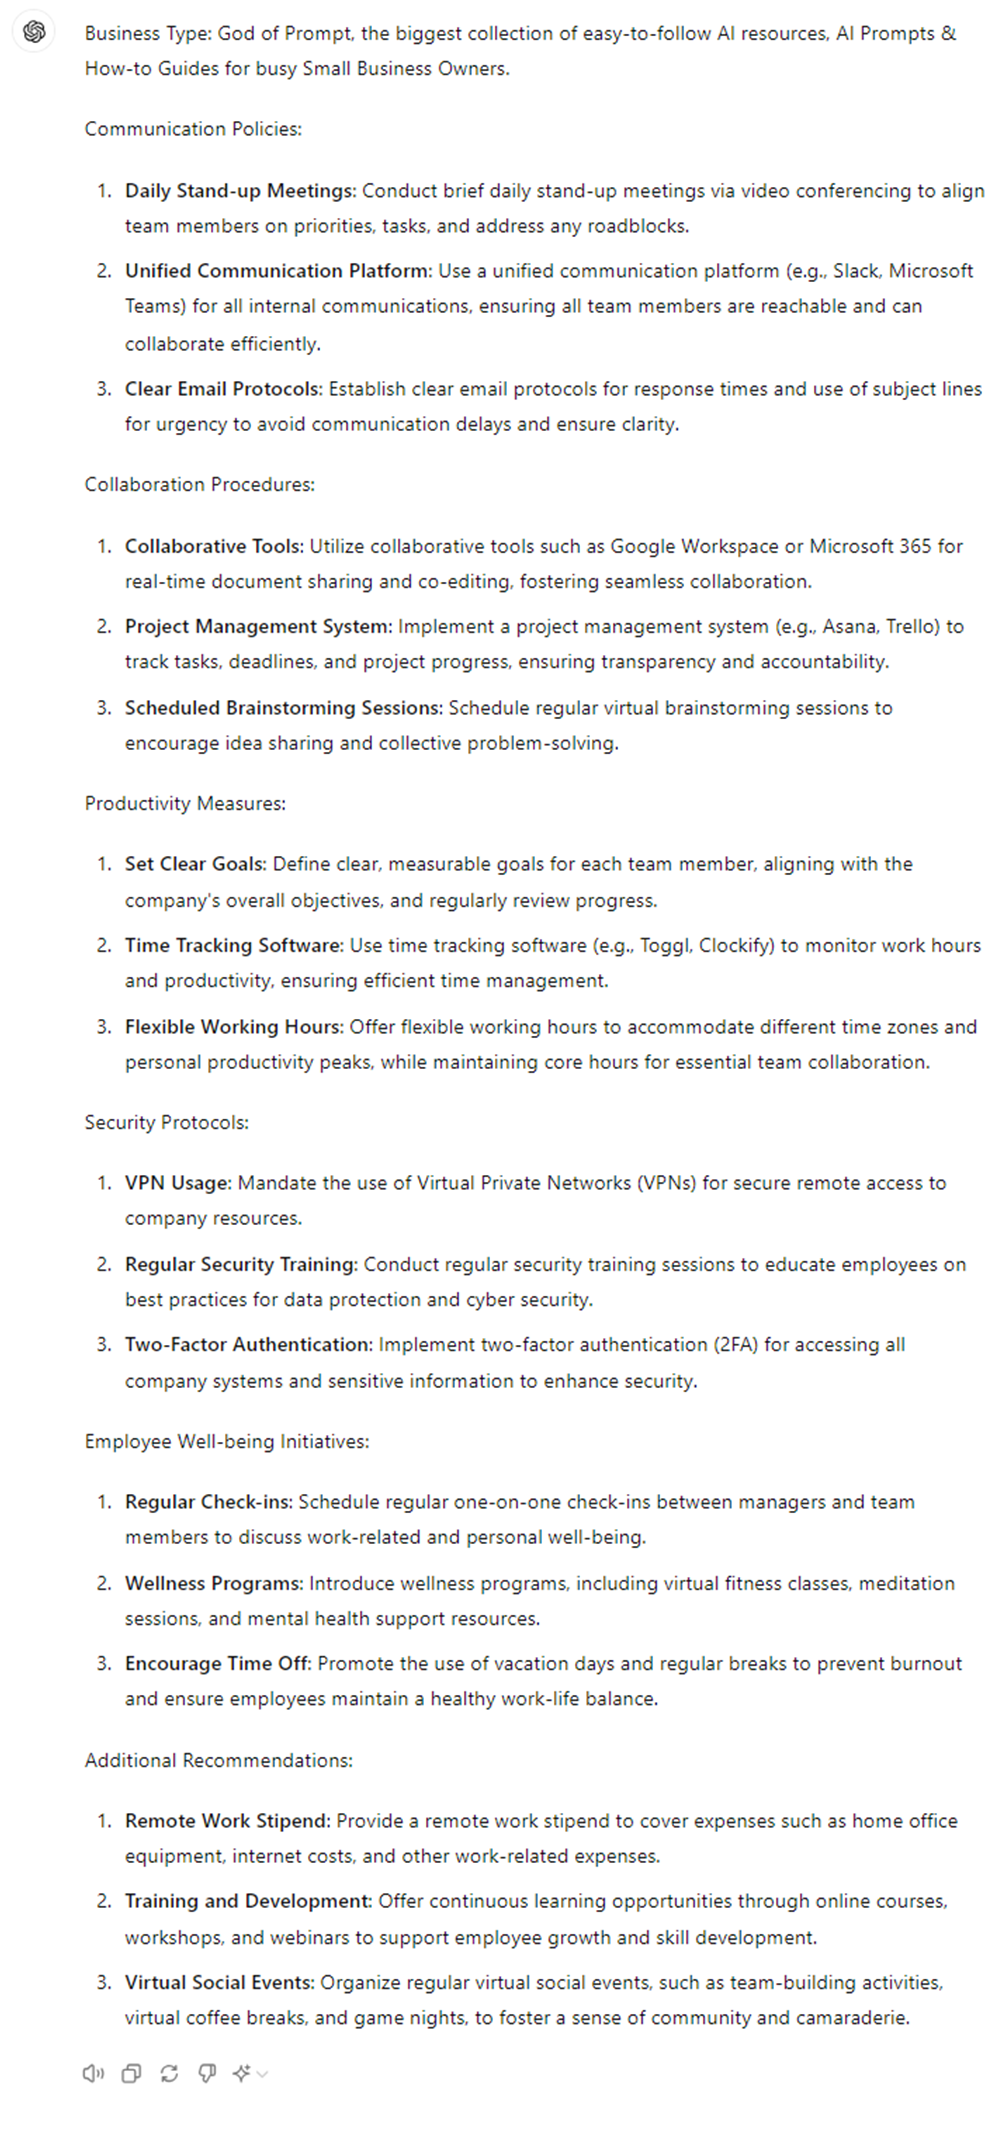 Business Type: God of Prompt, the biggest collection of easy-to-follow AI resources, AI Prompts &
How-to Guides for busy Small Business Owners.
Communication Policies:
1. Daily Stand-up Meetings: Conduct brief daily stand-up meetings via video conferencing to align
team members on priorities, tasks, and address any roadblocks.
2. Unified Communication Platform: Use a unified communication platform (e.g., Slack, Microsoft
Teams) for all internal communications, ensuring all team members are reachable and can
collaborate efficiently.
3. Clear Email Protocols: Establish clear email protocols for response times and use of subject lines
for urgency to avoid communication delays and ensure clarity.
Collaboration Procedures:
1. Collaborative Tools: Utilize collaborative tools such as Google Workspace or Microsoft 365 for
real-time document sharing and co-editing, fostering seamless collaboration.
2. Project Management System: Implement a project management system (e.g., Asana, Trello) to
track tasks, deadlines, and project progress, ensuring transparency and accountability.
3. Scheduled Brainstorming Sessions: Schedule regular virtual brainstorming sessions to
encourage idea sharing and collective problem-solving.
Productivity Measures:
1. Set Clear Goals: Define clear, measurable goals for each team member, aligning with the
company's overall objectives, and regularly review progress.
2. Time Tracking Software: Use time tracking software (e.g., Toggl, Clockify) to monitor work hours
and productivity, ensuring efficient time management.
3. Flexible Working Hours: Offer flexible working hours to accommodate different time zones and
personal productivity peaks, while maintaining core hours for essential team collaboration.
Security Protocols:
1. VPN Usage: Mandate the use of Virtual Private Networks (VPNs) for secure remote access to
company resources.
2. Regular Security Training: Conduct regular security training sessions to educate employees on
best practices for data protection and cyber security.
3. Two-Factor Authentication: Implement two-factor authentication (2FA) for accessing all
company systems and sensitive information to enhance security.
Employee Well-being Initiatives:
1. Regular Check-ins: Schedule regular one-on-one check-ins between managers and team
members to discuss work-related and personal well-being.
2. Wellness Programs: Introduce wellness programs, including virtual fitness classes, meditation
sessions, and mental health support resources.
3. Encourage Time Off: Promote the use of vacation days and regular breaks to prevent burnout
and ensure employees maintain a healthy work-life balance.
Additional Recommendations:
1. Remote Work Stipend: Provide a remote work stipend to cover expenses such as home office
equipment, internet costs, and other work-related expenses.
2. Training and Development: Offer continuous learning opportunities through online courses,
workshops, and webinars to support employee growth and skill development.
3. Virtual Social Events: Organize regular virtual social events, such as team-building activities,
virtual coffee breaks, and game nights, to foster a sense of community and camaraderie.